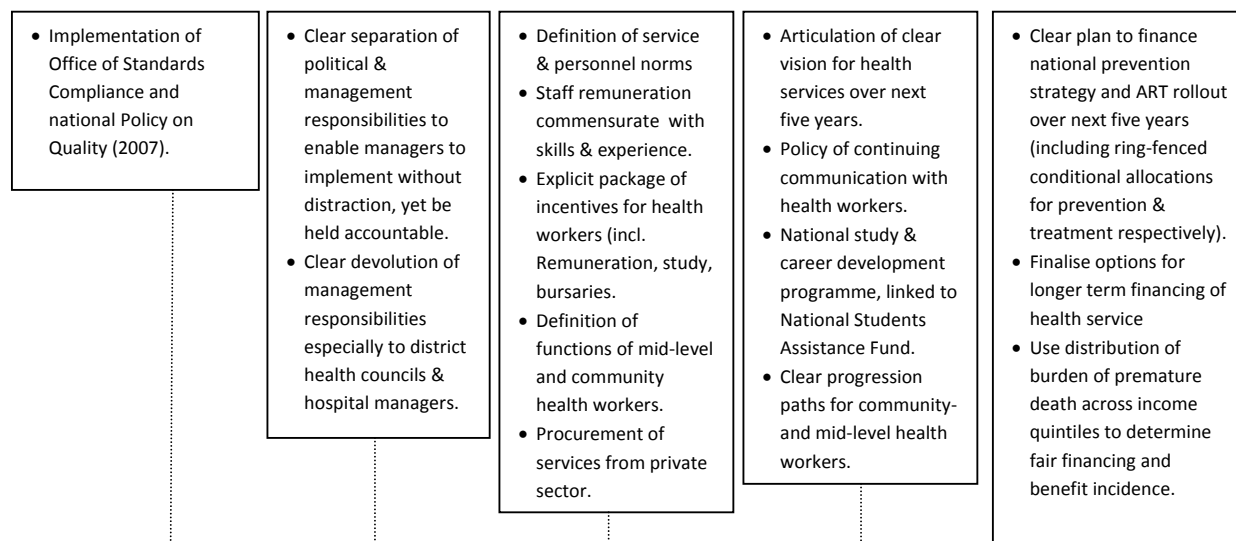 • Implementation of
Office of Standards
Compliance and
national Policy on
Quality (2007).
• Clear separation of
political &
management
responsibilities to
enable managers to
implement without
distraction, yet be
held accountable.
• Clear devolution of
management
responsibilities
especially to district
health councils &
hospital managers.
• Definition of service
& personnel norms
• Staff remuneration
commensurate with
skills & experience.
• Explicit package of
incentives for health
workers (incl.
Remuneration, study,
bursaries.
• Definition of
functions of mid-level
and community
health workers.
• Procurement of
services from private
sector.
• Articulation of clear
vision for health
services over next
five years.
• Policy of continuing
communication with
health workers.
• National study &
career development
programme, linked to
National Students
Assistance Fund.
• Clear progression
paths for community-
and mid-level health
workers.
• Clear plan to finance
national prevention
strategy and ART rollout
over next five years
(including ring-fenced
conditional allocations
for prevention &
treatment respectively).
• Finalise options for
longer term financing of
health service
• Use distribution of
burden of premature
death across income
quintiles to determine
fair financing and
benefit incidence.